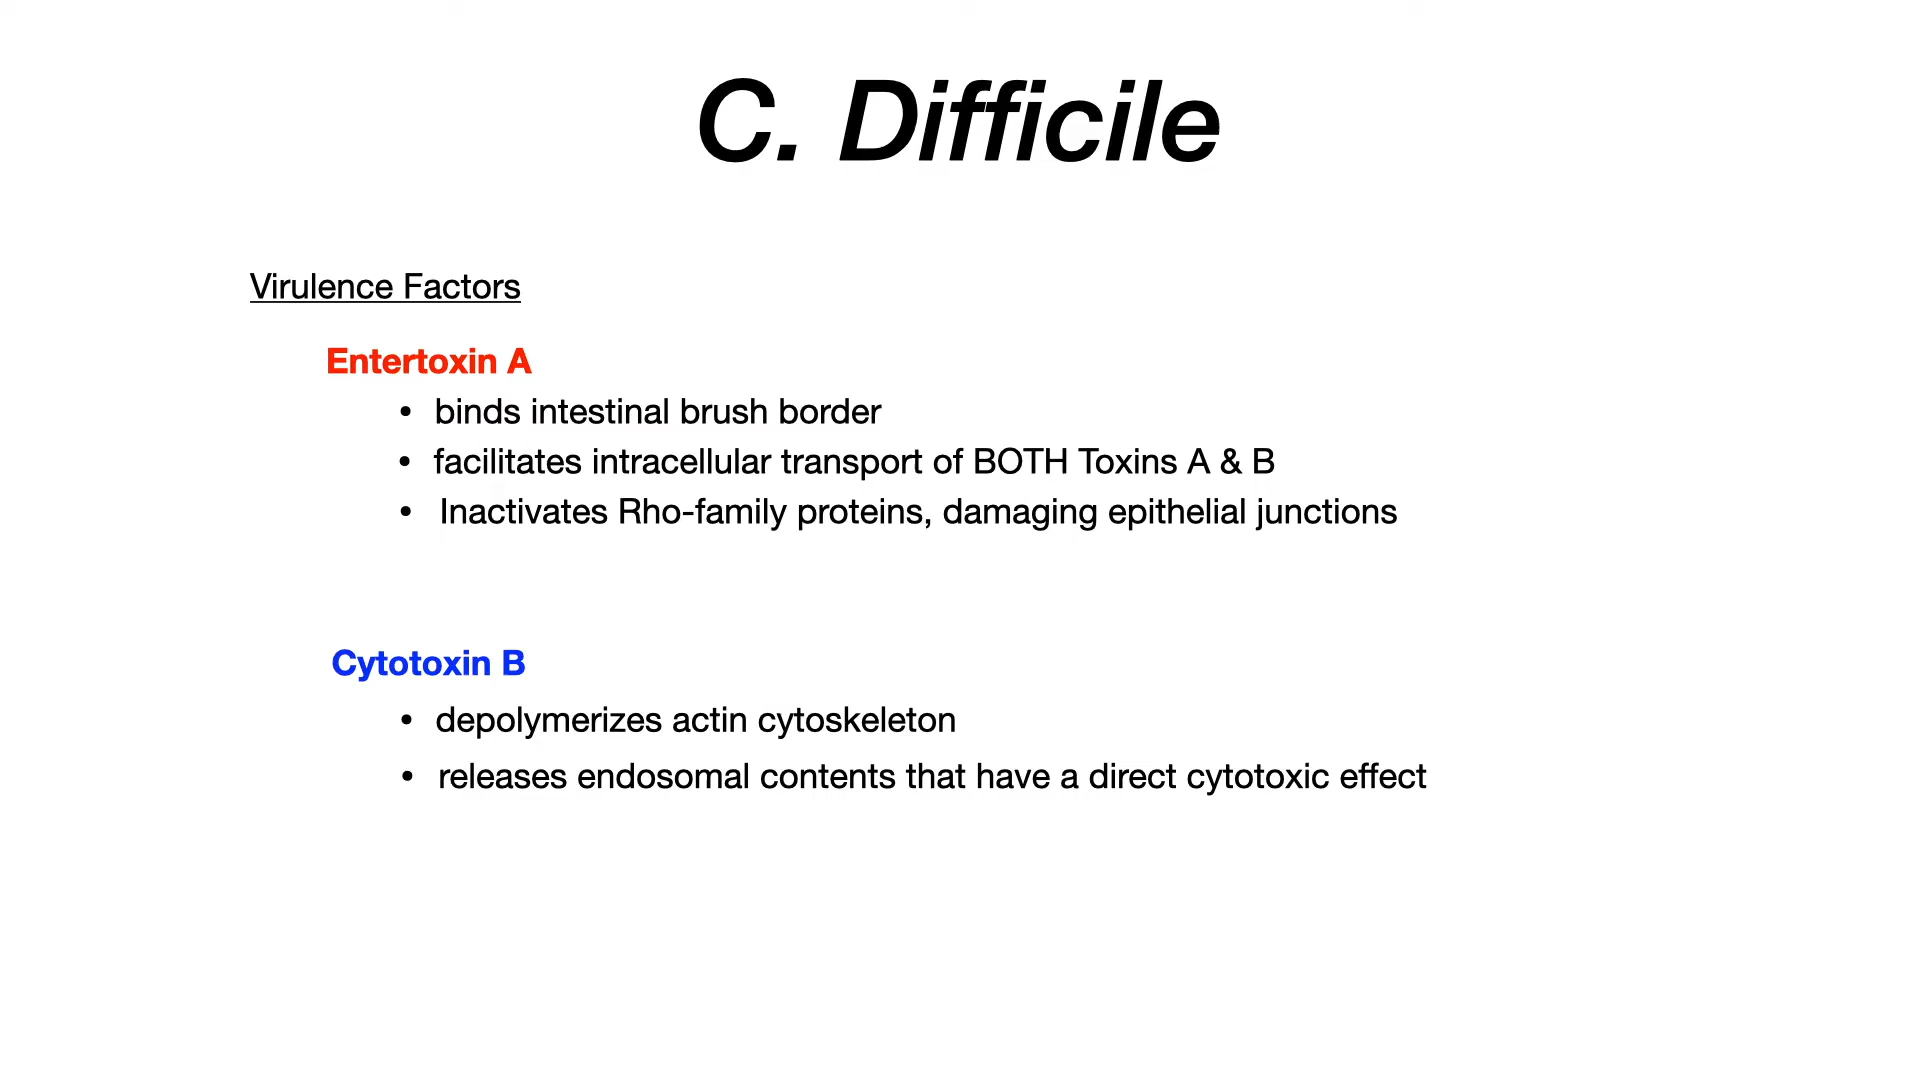 C. Difficile
Virulence Factors
Entertoxin A
• binds intestinal brush border
• facilitates intracellular transport of BOTH Toxins A & B
• Inactivates Rho-family proteins, damaging epithelial junctions
Cytotoxin B
• depolymerizes actin cytoskeleton
• releases endosomal contents that have a direct cytotoxic effect